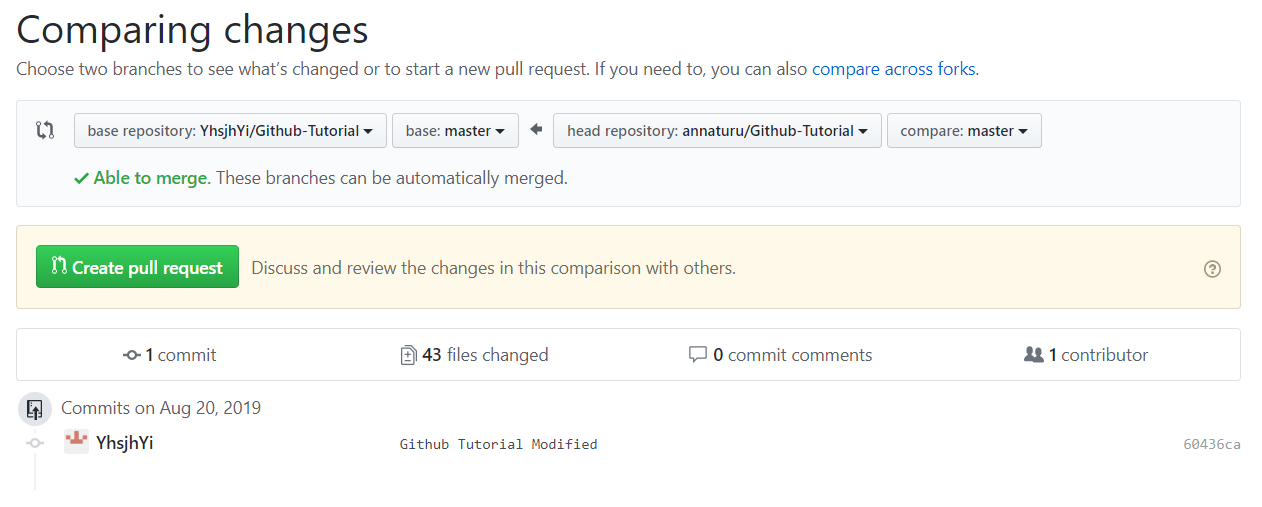 Comparing changes
Choose two branches to see what’s changed or to start a new pull request. If you need to, you can also compare across forks.
base repository: YhsjhYi/Github-Tutorial base: master head repository: annaturu/Github-Tutorial compare: master
Able to merge. These branches can be automatically merged.
Create pull request Discuss and review the changes in this comparison with others.
1 commit 43 files changed 0 commit comments 1 contributor
Commits on Aug 20, 2019
YhsjhYi Github Tutorial Modified 60436ca